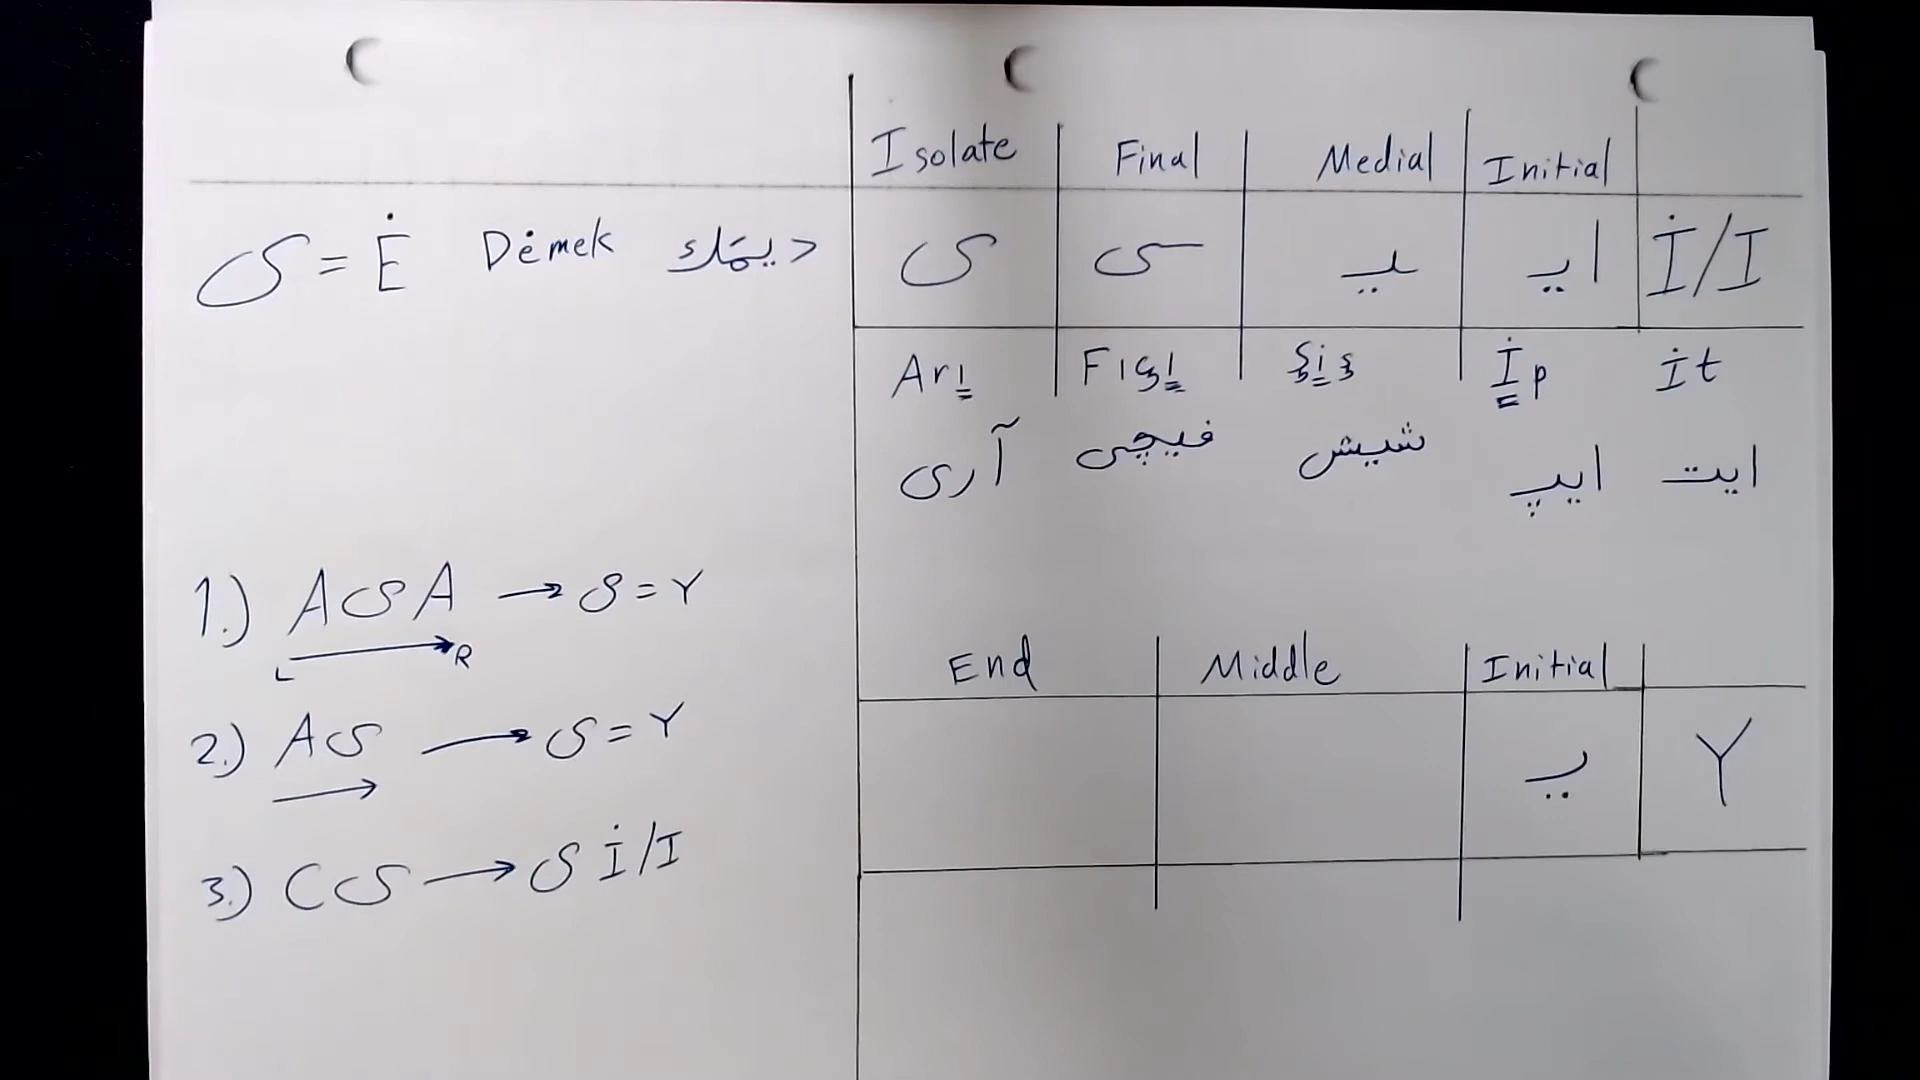 Isolate Final Medial Initial
ی = Ė Dėmek دیمَك
ی ـی ـیـ ایـ İ/I
Arı Fıçı Şiş İp İt
آری فیچی شیش ایپ ایت
1.) AیA → ی = Y
L R
2.) Aی → ی = Y
3.) Cی → ی İ/I
End Middle Initial
یـ Y